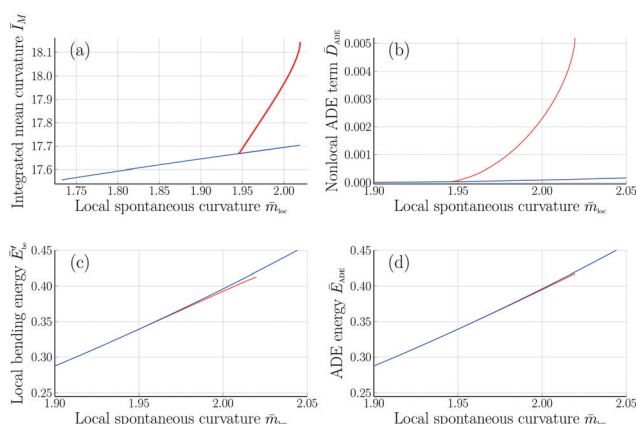 (a)
Integrated mean curvature Ī_M
18.1
18.0
17.9
17.8
17.7
17.6
1.75 1.80 1.85 1.90 1.95 2.00
Local spontaneous curvature m̄_loc
(b)
Nonlocal ADE term D̄_ADE
0.005
0.004
0.003
0.002
0.001
0.000
1.90 1.95 2.00 2.05
Local spontaneous curvature m̄_loc
(c)
Local bending energy Ē′_be
0.45
0.40
0.35
0.30
0.25
1.90 1.95 2.00 2.05
Local spontaneous curvature m̄
(d)
ADE energy Ē_ADE
0.45
0.40
0.35
0.30
0.25
1.90 1.95 2.00 2.05
Local spontaneous curvature m̄